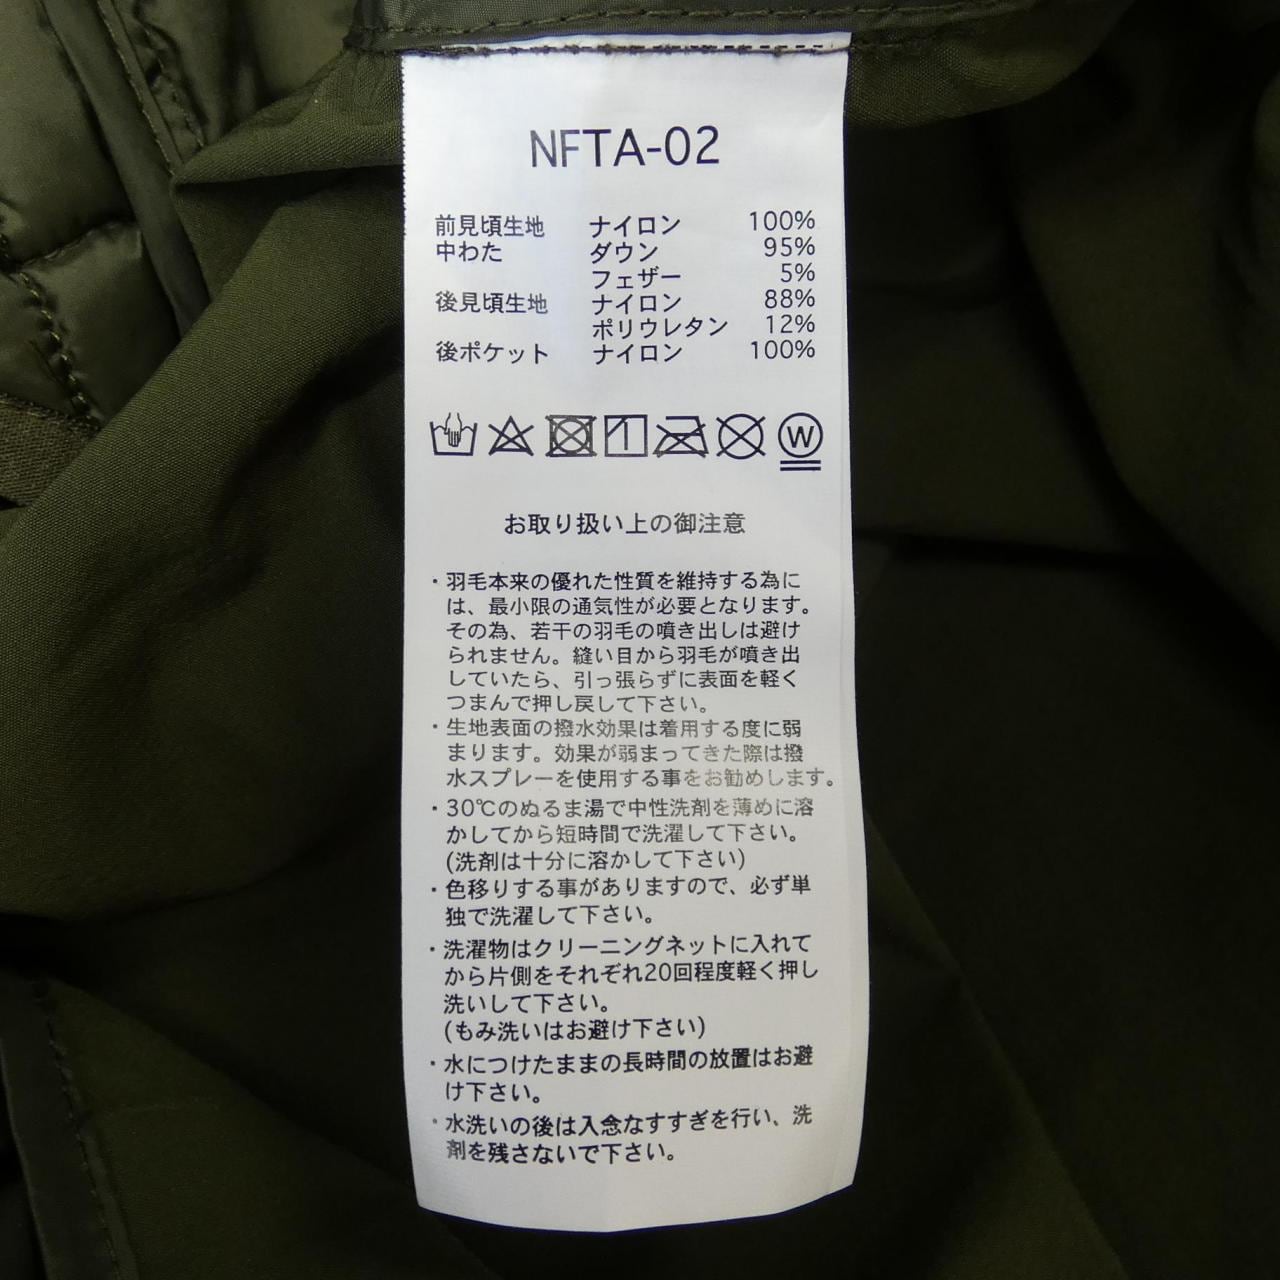 NFTA-02
前見頃生地 ナイロン 100%
中わた ダウン 95%
フェザー 5%
後見頃生地 ナイロン 88%
ポリウレタン 12%
後ポケット ナイロン 100%
W
お取り扱い上の御注意
・羽毛本来の優れた性質を維持する為に
は、最小限の通気性が必要となります。
その為、若干の羽毛の噴き出しは避け
られません。縫い目から羽毛が噴き出
していたら、引っ張らずに表面を軽く
つまんで押し戻して下さい。
・生地表面の撥水効果は着用する度に弱
まります。効果が弱まってきた際は撥
水スプレーを使用する事をお勧めします。
・30℃のぬるま湯で中性洗剤を薄めに溶
かしてから短時間で洗濯して下さい。
(洗剤は十分に溶かして下さい)
・色移りする事がありますので、必ず単
独で洗濯して下さい。
・洗濯物はクリーニングネットに入れて
から片側をそれぞれ20回程度軽く押し
洗いして下さい。
(もみ洗いはお避け下さい)
・水につけたままの長時間の放置はお避
け下さい。
・水洗いの後は入念なすすぎを行い、洗
剤を残さないで下さい。